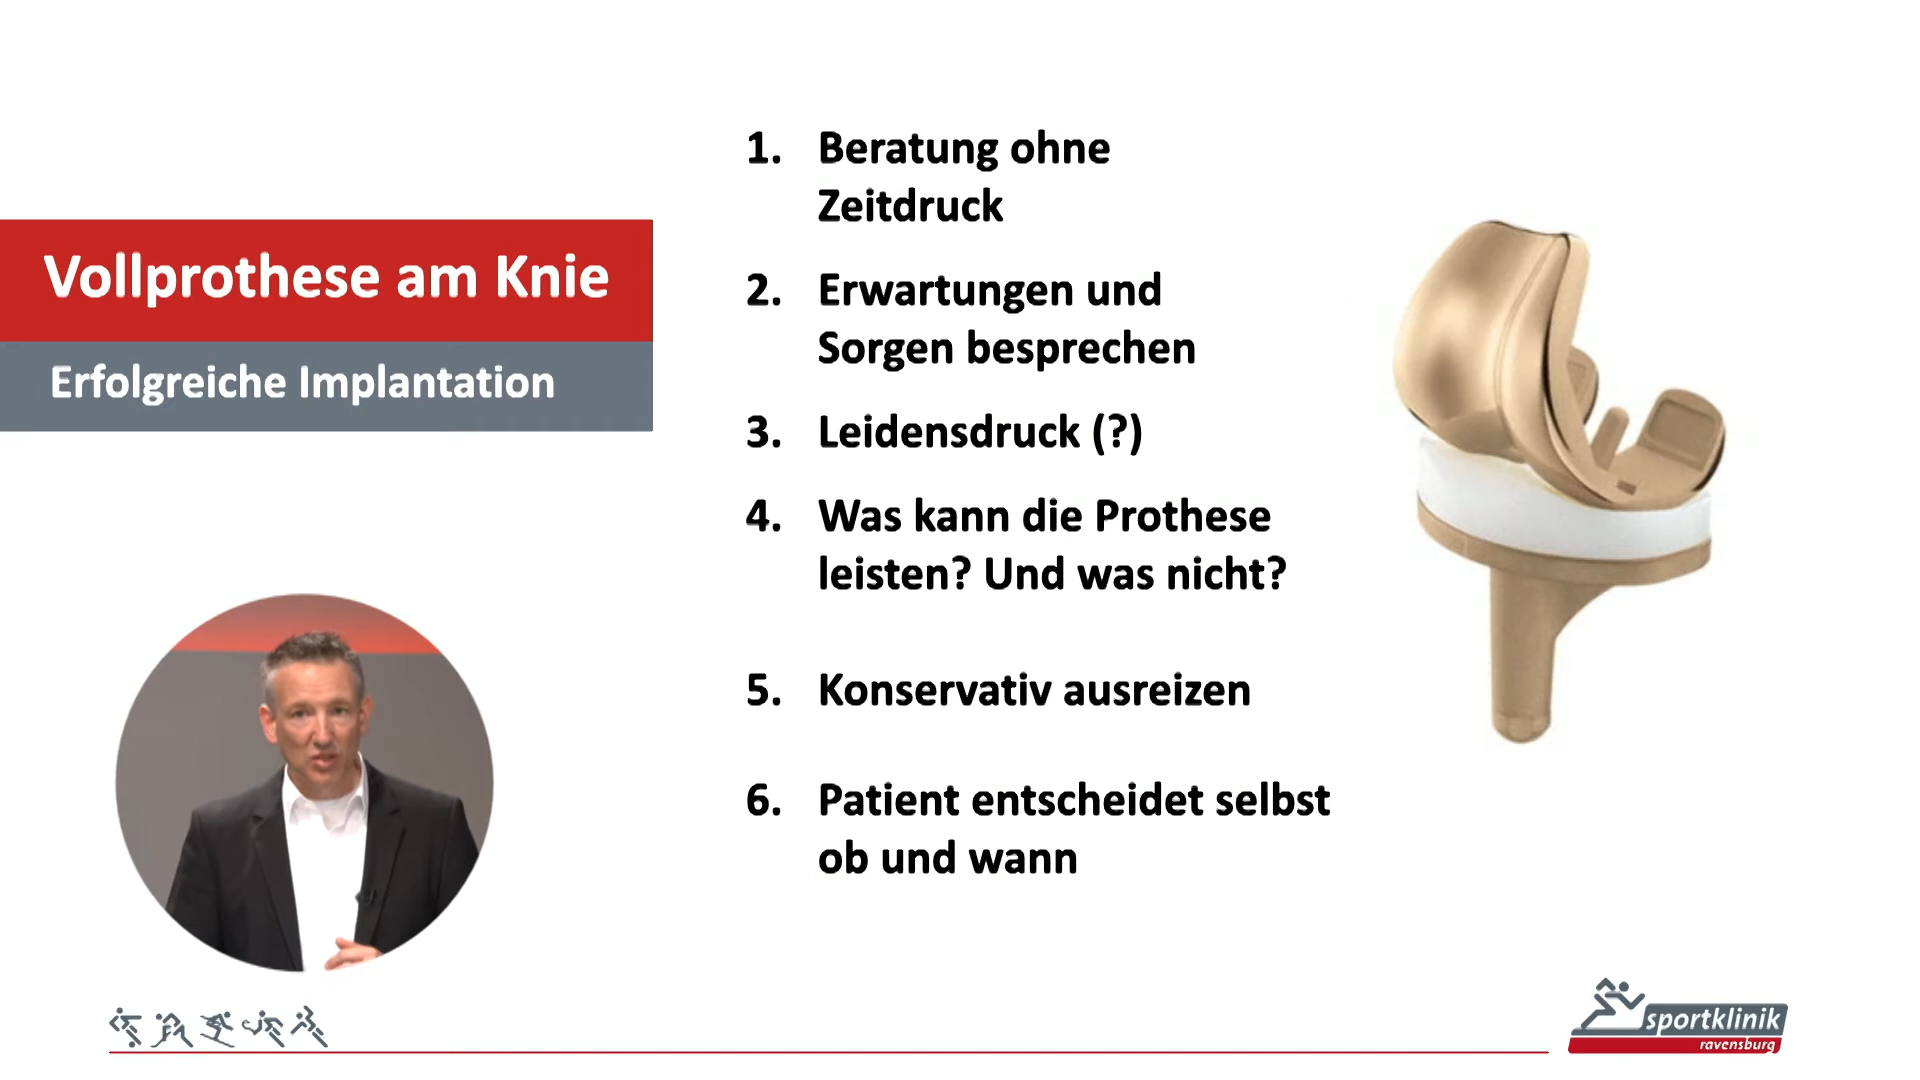 Vollprothese am Knie
Erfolgreiche Implantation
1. Beratung ohne
Zeitdruck
2. Erwartungen und
Sorgen besprechen
3. Leidensdruck (?)
4. Was kann die Prothese
leisten? Und was nicht?
5. Konservativ ausreizen
6. Patient entscheidet selbst
ob und wann
sportklinik
ravensburg